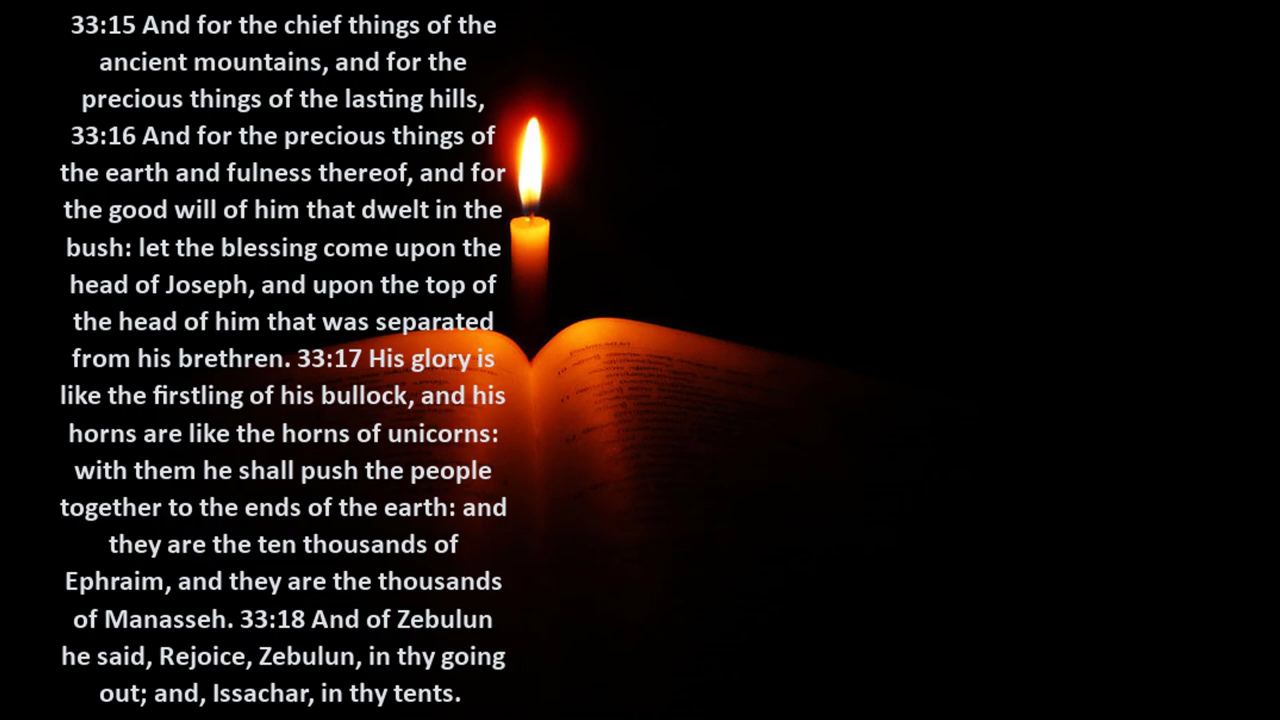 33:15 And for the chief things of the
ancient mountains, and for the
precious things of the lasting hills,
33:16 And for the precious things of
the earth and fulness thereof, and for
the good will of him that dwelt in the
bush: let the blessing come upon the
head of Joseph, and upon the top of
the head of him that was separated
from his brethren. 33:17 His glory is
like the firstling of his bullock, and his
horns are like the horns of unicorns:
with them he shall push the people
together to the ends of the earth: and
they are the ten thousands of
Ephraim, and they are the thousands
of Manasseh. 33:18 And of Zebulun
he said, Rejoice, Zebulun, in thy going
out; and, Issachar, in thy tents.